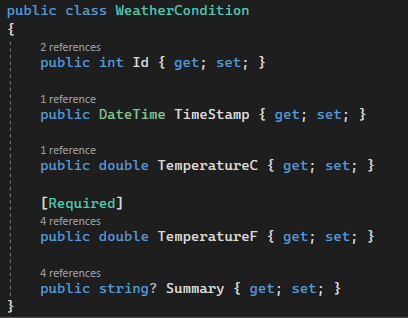 public class WeatherCondition
{
2 references
public int Id { get; set; }
1 reference
public DateTime TimeStamp { get; set; }
1 reference
public double TemperatureC { get; set; }
[Required]
4 references
public double TemperatureF { get; set; }
4 references
public string? Summary { get; set; }
}